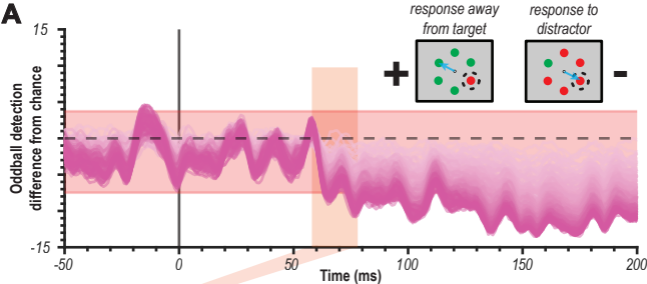 A
response away
from target
response to
distractor
+
-
15
Oddball detection
difference from chance
-15
-50
0
50
100
150
200
Time (ms)